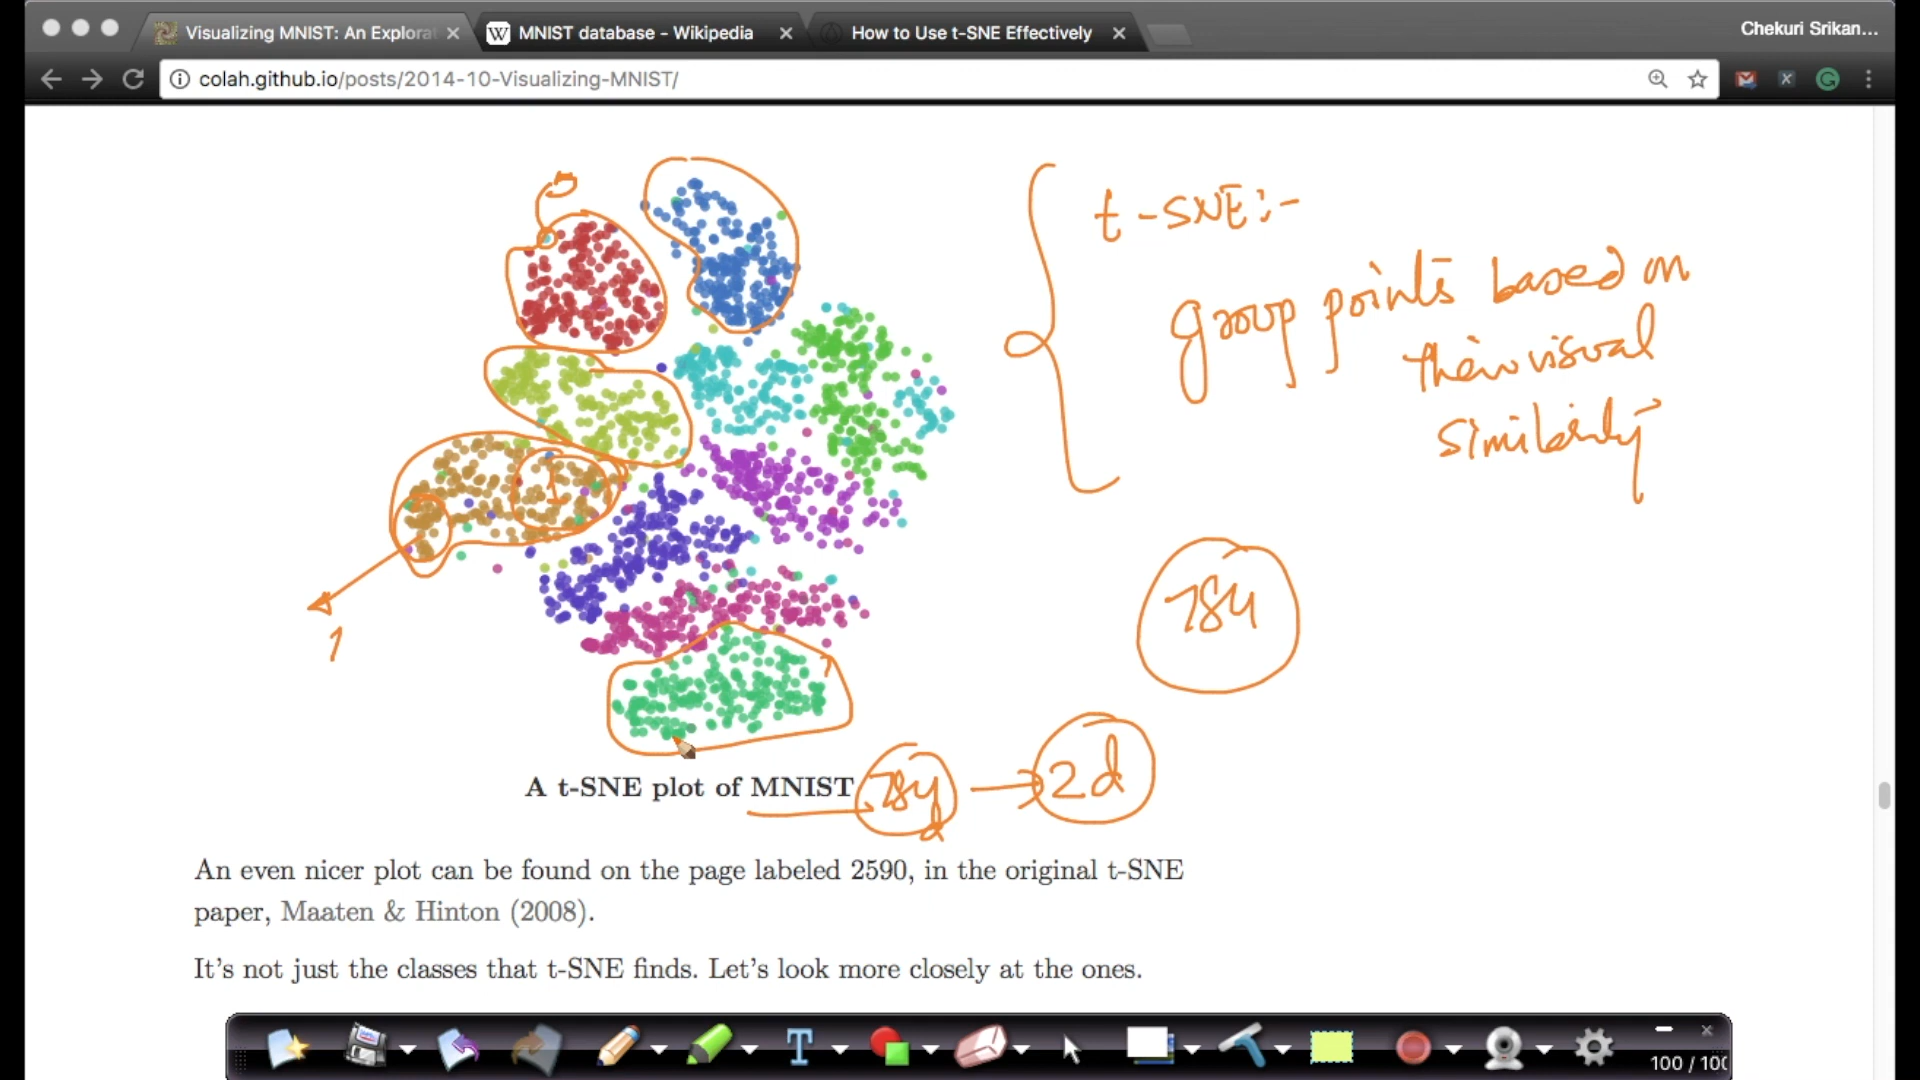 Visualizing MNIST: An Explorat
MNIST database - Wikipedia
How to Use t-SNE Effectively
Chekuri Srikan...
colah.github.io/posts/2014-10-Visualizing-MNIST/
t-SNE:-
group points based on
their visual
similarity
0
1
1
784
A t-SNE plot of MNIST 784 d → 2d
An even nicer plot can be found on the page labeled 2590, in the original t-SNE
paper, Maaten & Hinton (2008).
It's not just the classes that t-SNE finds. Let's look more closely at the ones.
100 / 100